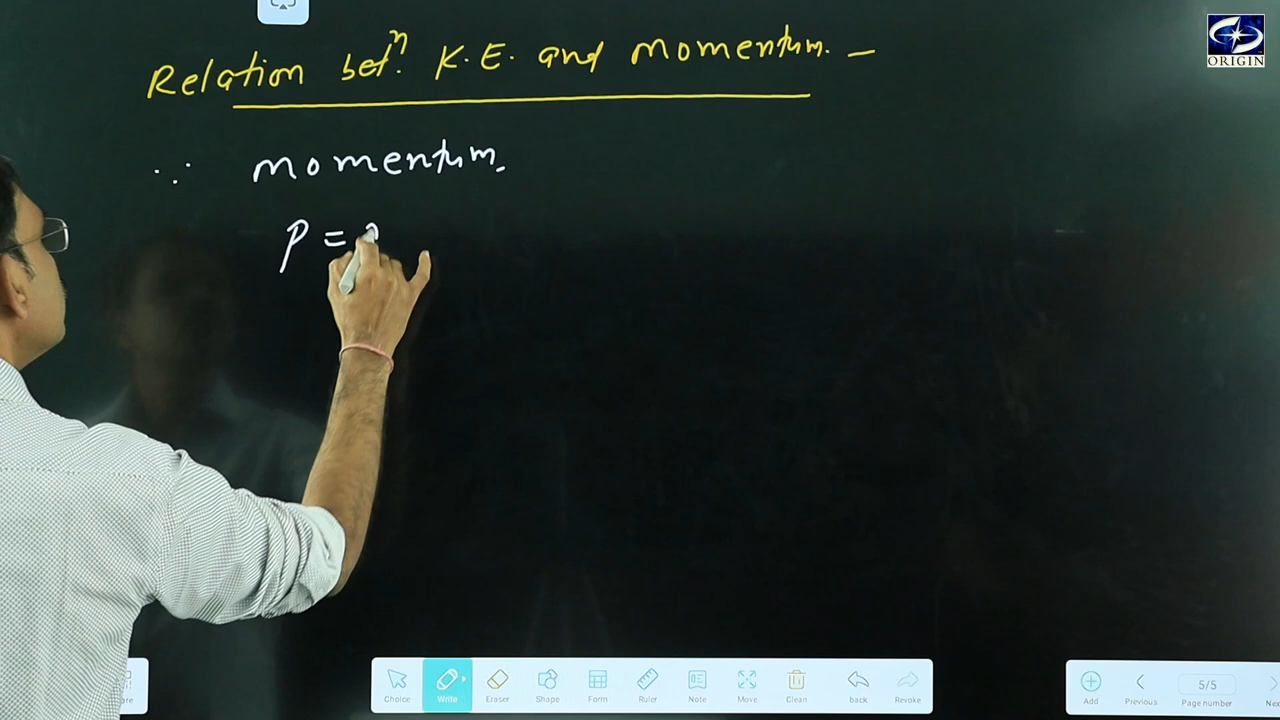 Relation betⁿ. K.E. and momentum. –
∵ momentum.
P =
ORIGIN
Choice
Write
Eraser
Shape
Form
Ruler
Note
Move
Clean
back
Revoke
Add
Previous
5/5
Page number